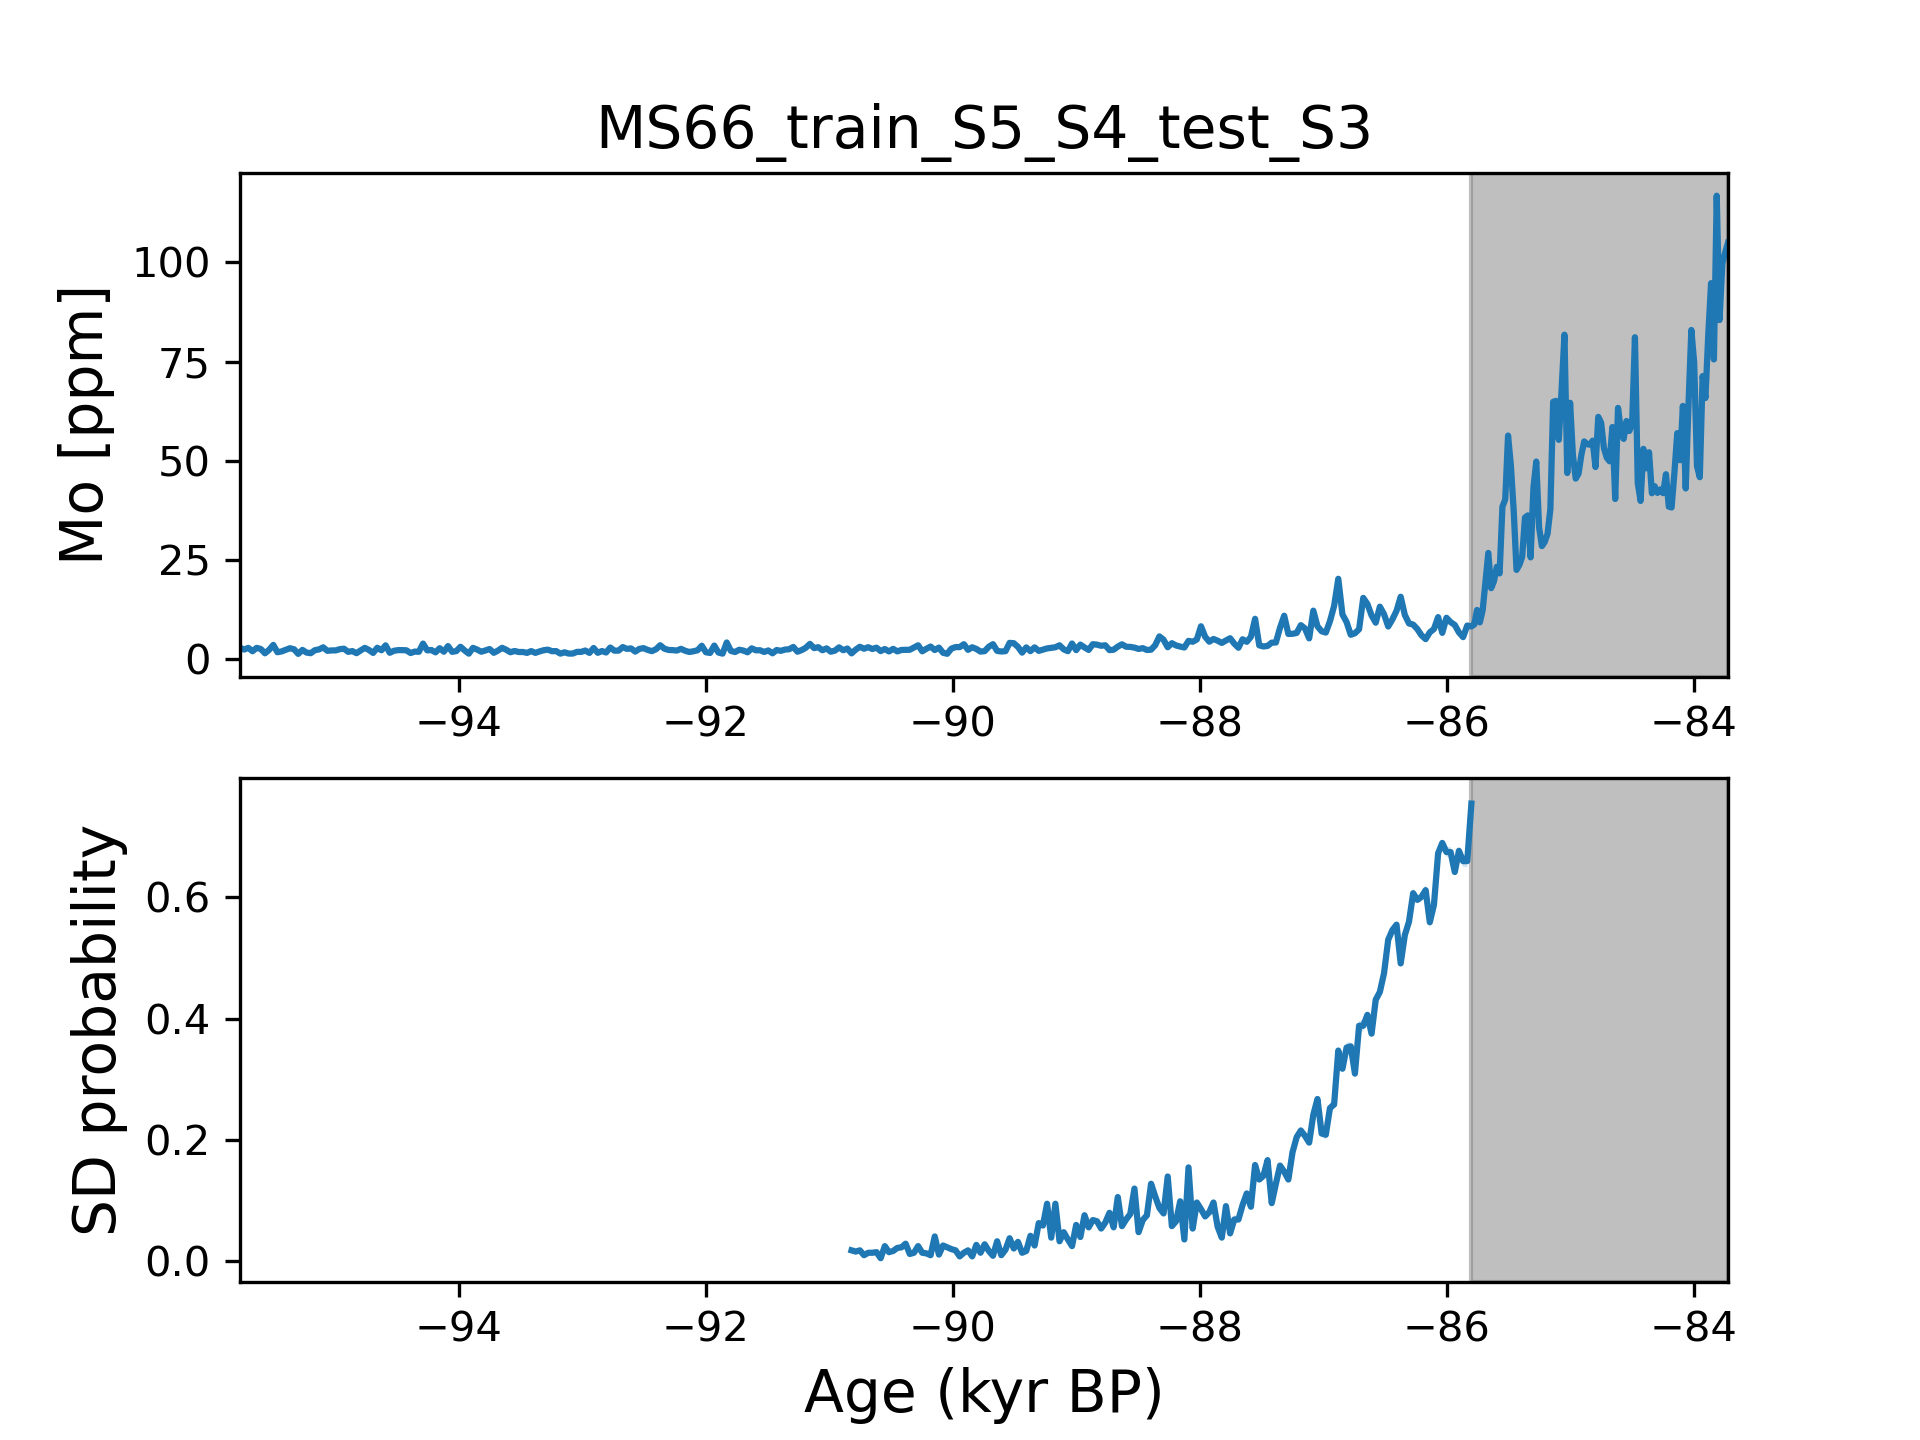 MS66_train_S5_S4_test_S3
Mo [ppm]
100
75
50
25
0
−94 −92 −90 −88 −86 −84
SD probability
0.6
0.4
0.2
0.0
−94 −92 −90 −88 −86 −84
Age (kyr BP)